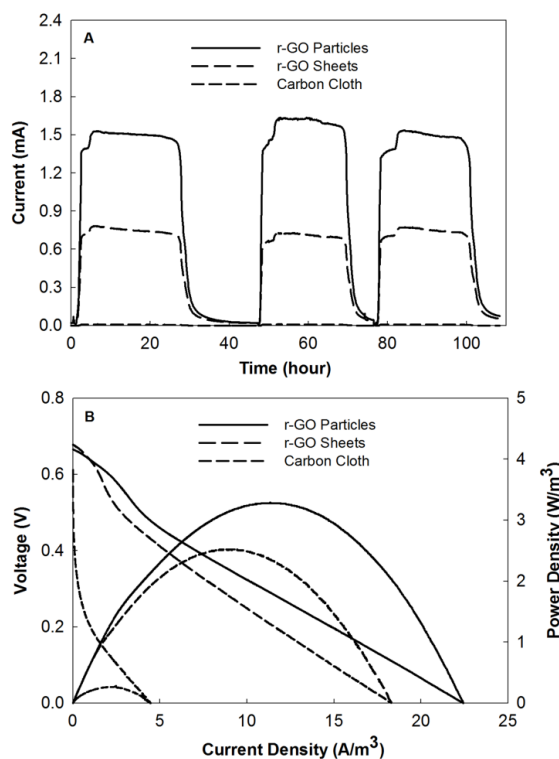 A
r-GO Particles
r-GO Sheets
Carbon Cloth
2.4
2.1
1.8
1.5
1.2
0.9
0.6
0.3
0.0
Current (mA)
0 20 40 60 80 100
Time (hour)
B
r-GO Particles
r-GO Sheets
Carbon Cloth
0.8
0.6
0.4
0.2
0.0
Voltage (V)
5
4
3
2
1
0
Power Density (W/m³)
0 5 10 15 20 25
Current Density (A/m³)